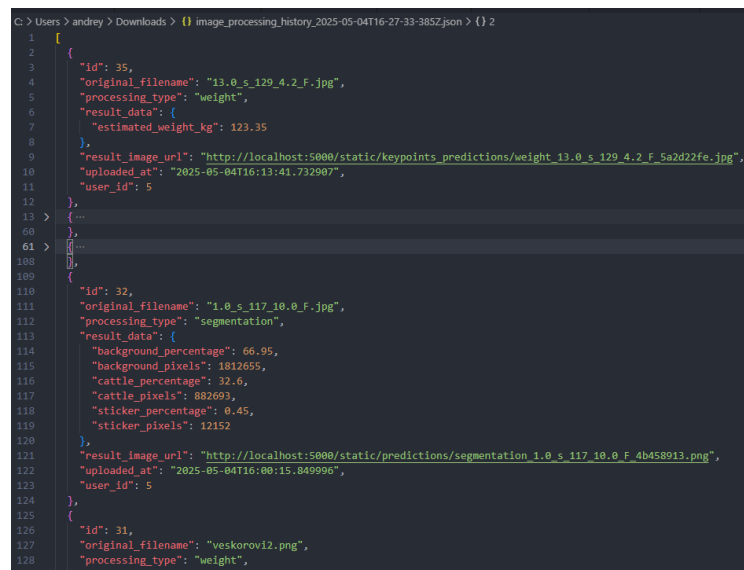 C: > Users > andrey > Downloads > {} image_processing_history_2025-05-04T16-27-33-385Z.json > {} 2
1 [
2 {
3 "id": 35,
4 "original_filename": "13.0_s_129_4.2_F.jpg",
5 "processing_type": "weight",
6 "result_data": {
7 "estimated_weight_kg": 123.35
8 },
9 "result_image_url": "http://localhost:5000/static/keypoints_predictions/weight_13.0_s_129_4.2_F_5a2d22fe.jpg",
10 "uploaded_at": "2025-05-04T16:13:41.732907",
11 "user_id": 5
12 },
13 > { ...
60 },
61 > { ...
108 },
109 {
110 "id": 32,
111 "original_filename": "1.0_s_117_10.0_F.jpg",
112 "processing_type": "segmentation",
113 "result_data": {
114 "background_percentage": 66.95,
115 "background_pixels": 1812655,
116 "cattle_percentage": 32.6,
117 "cattle_pixels": 882693,
118 "sticker_percentage": 0.45,
119 "sticker_pixels": 12152
120 },
121 "result_image_url": "http://localhost:5000/static/predictions/segmentation_1.0_s_117_10.0_F_4b458913.png",
122 "uploaded_at": "2025-05-04T16:00:15.849996",
123 "user_id": 5
124 },
125 {
126 "id": 31,
127 "original_filename": "veskorovi2.png",
128 "processing_type": "weight",